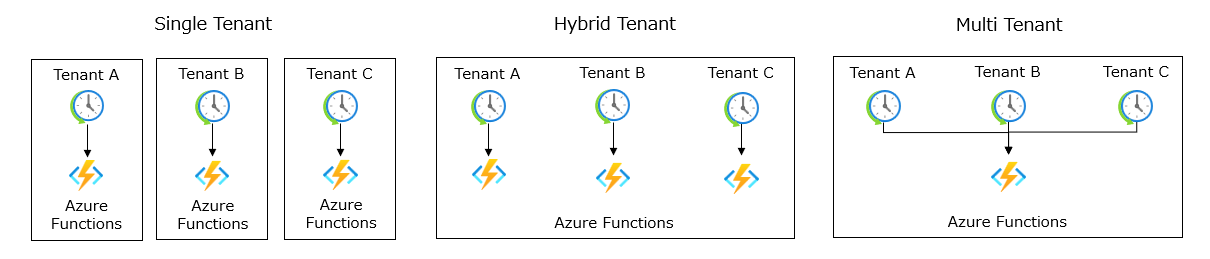 Single Tenant
Tenant A
Azure
Functions
Tenant B
Azure
Functions
Tenant C
Azure
Functions
Hybrid Tenant
Tenant A
Tenant B
Tenant C
Azure Functions
Multi Tenant
Tenant A
Tenant B
Tenant C
Azure Functions